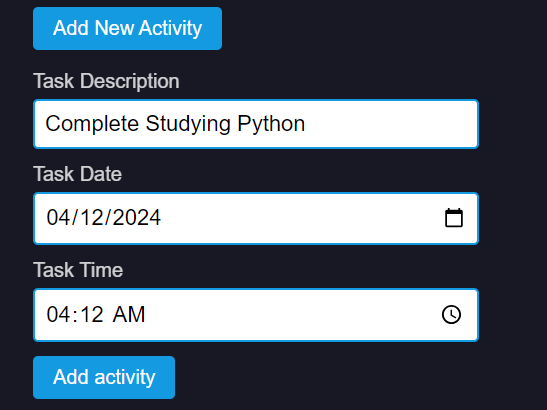 Add New Activity
Task Description
Complete Studying Python
Task Date
04/12/2024
Task Time
04:12 AM
Add activity